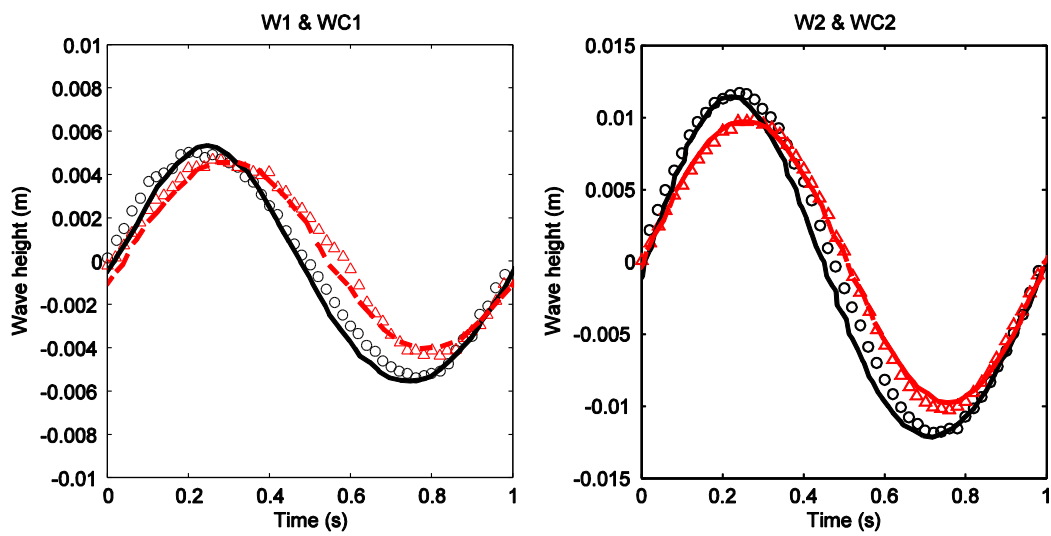 W1 & WC1
0.01
0.008
0.006
0.004
0.002
0
-0.002
-0.004
-0.006
-0.008
-0.01
Wave height (m)
0 0.2 0.4 0.6 0.8 1
Time (s)
W2 & WC2
0.015
0.01
0.005
0
-0.005
-0.01
-0.015
Wave height (m)
0 0.2 0.4 0.6 0.8 1
Time (s)